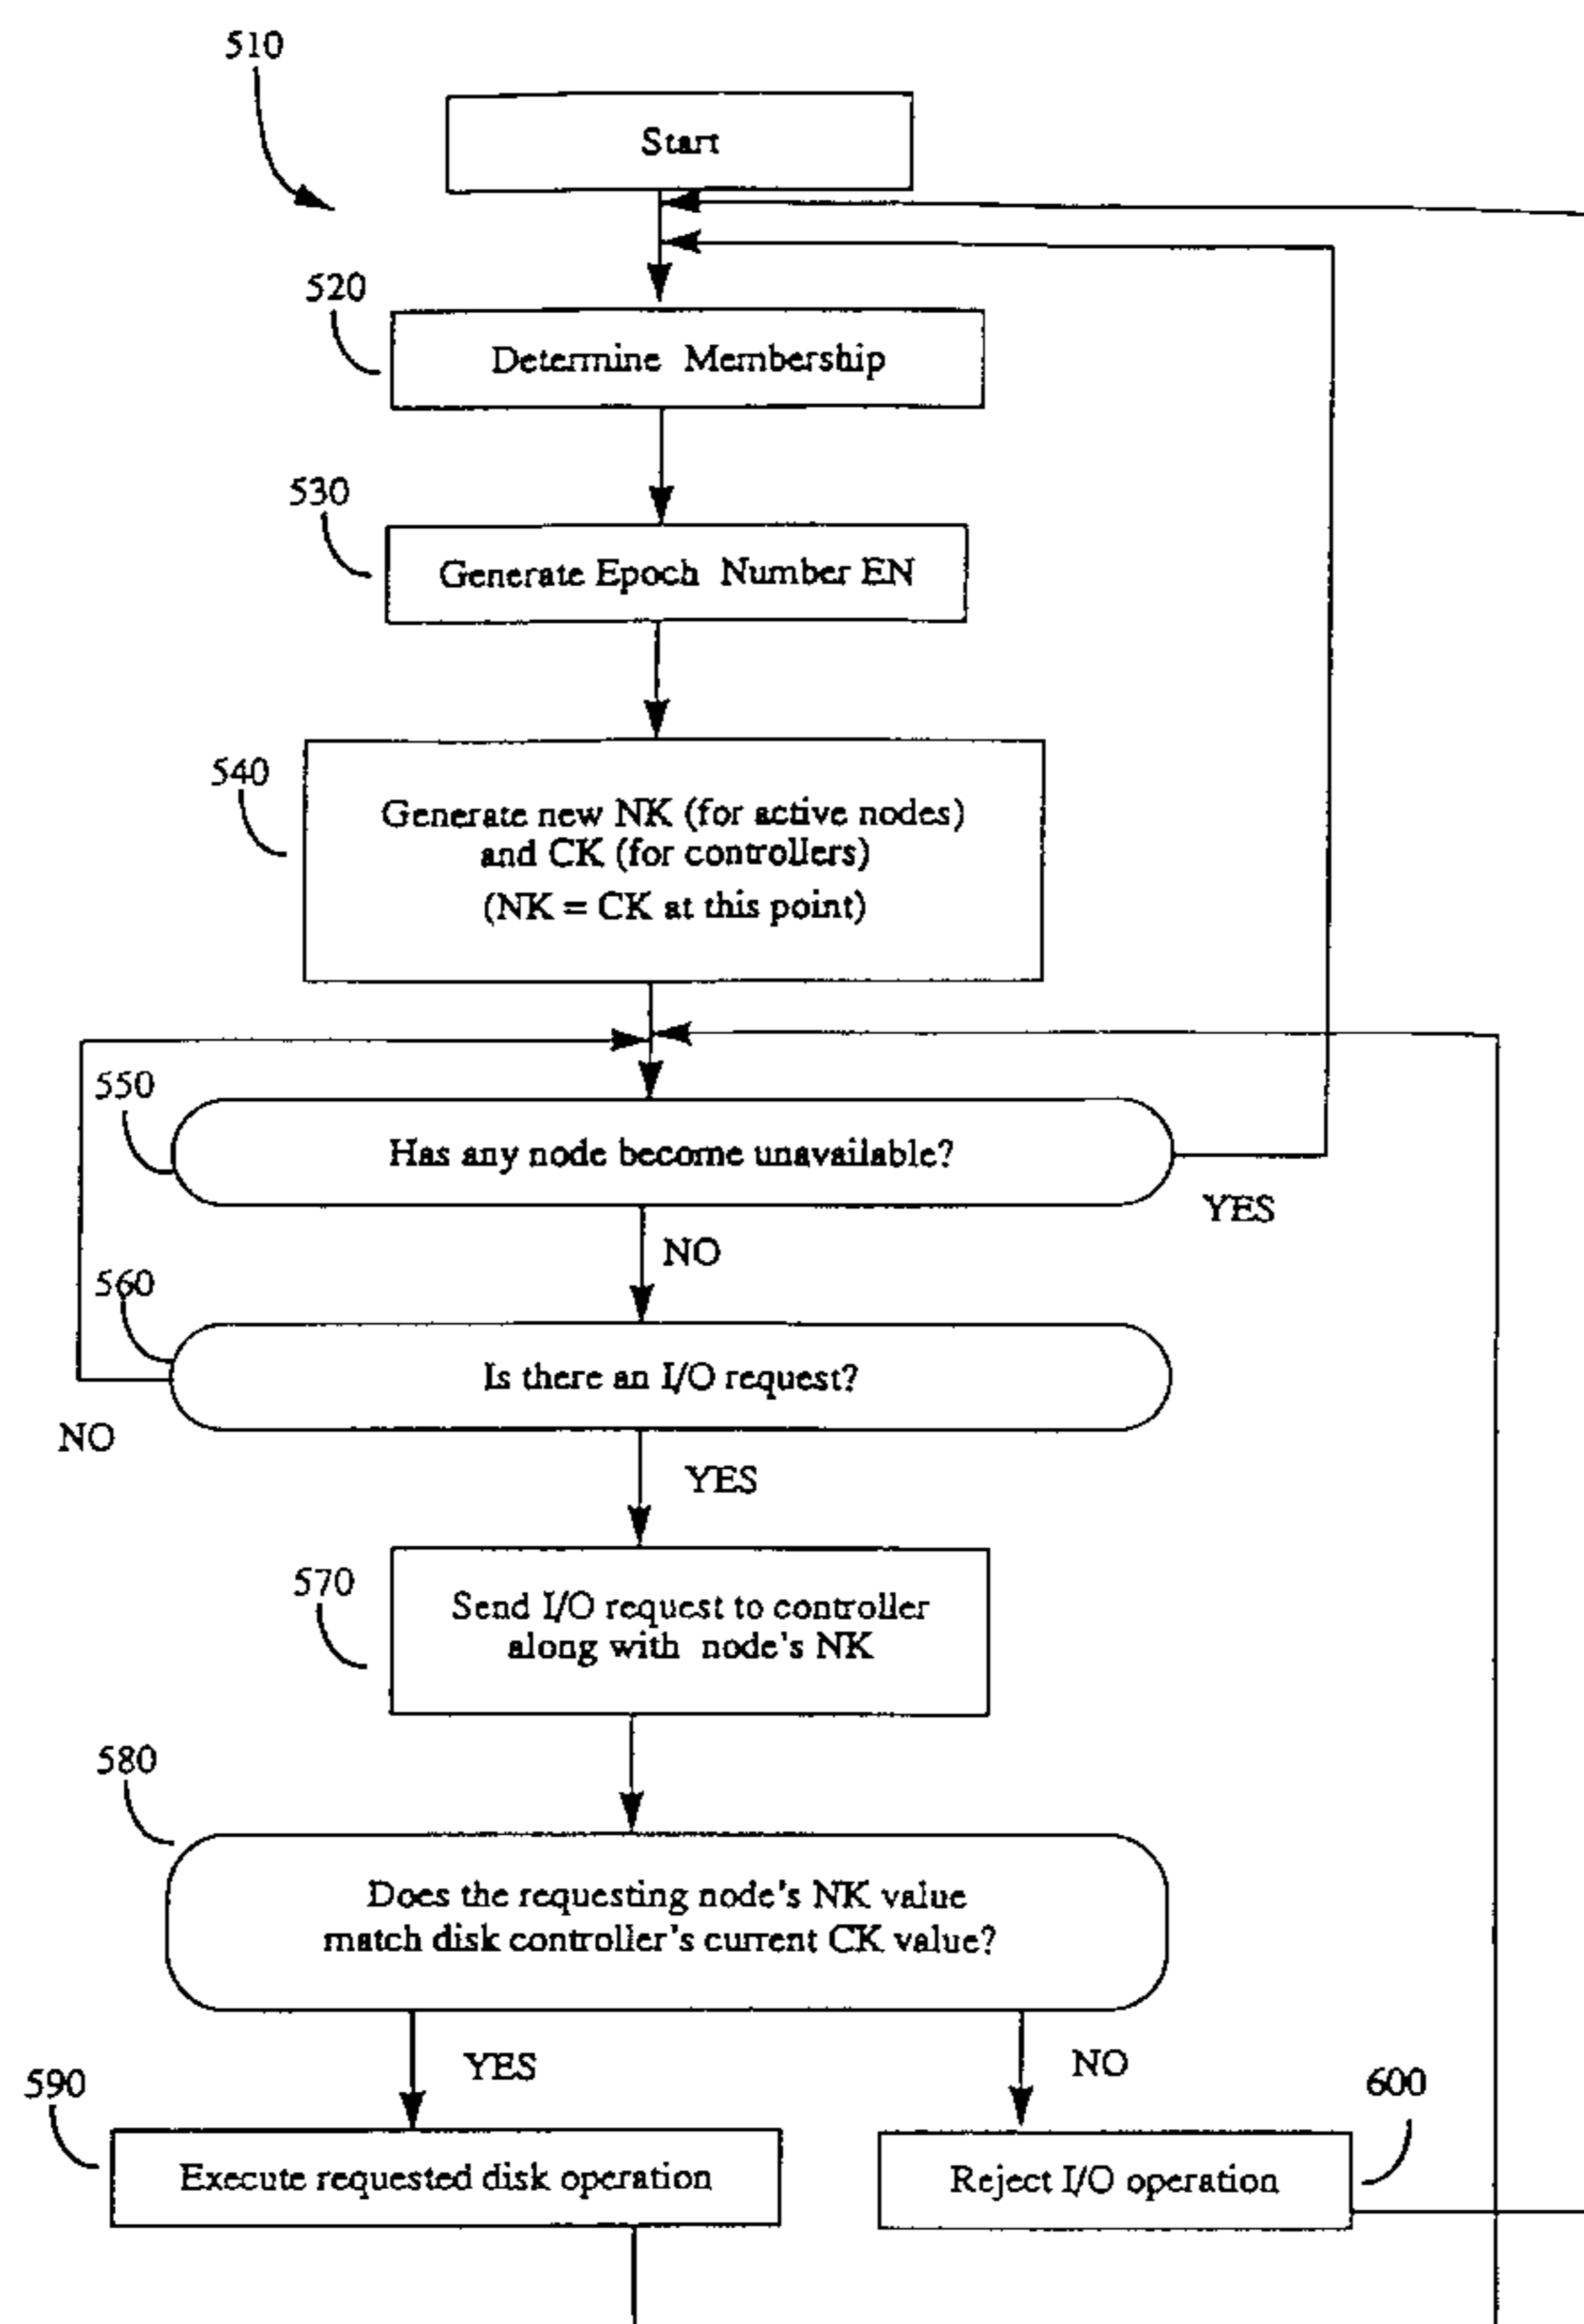 510
Start
520
Determine Membership
530
Generate Epoch Number EN
540
Generate new NK (for active nodes)
and CK (for controllers)
(NK = CK at this point)
550
Has any node become unavailable?
YES
NO
560
Is there an I/O request?
NO
YES
570
Send I/O request to controller
along with node's NK
580
Does the requesting node's NK value
match disk controller's current CK value?
YES
NO
590
600
Execute requested disk operation
Reject I/O operation